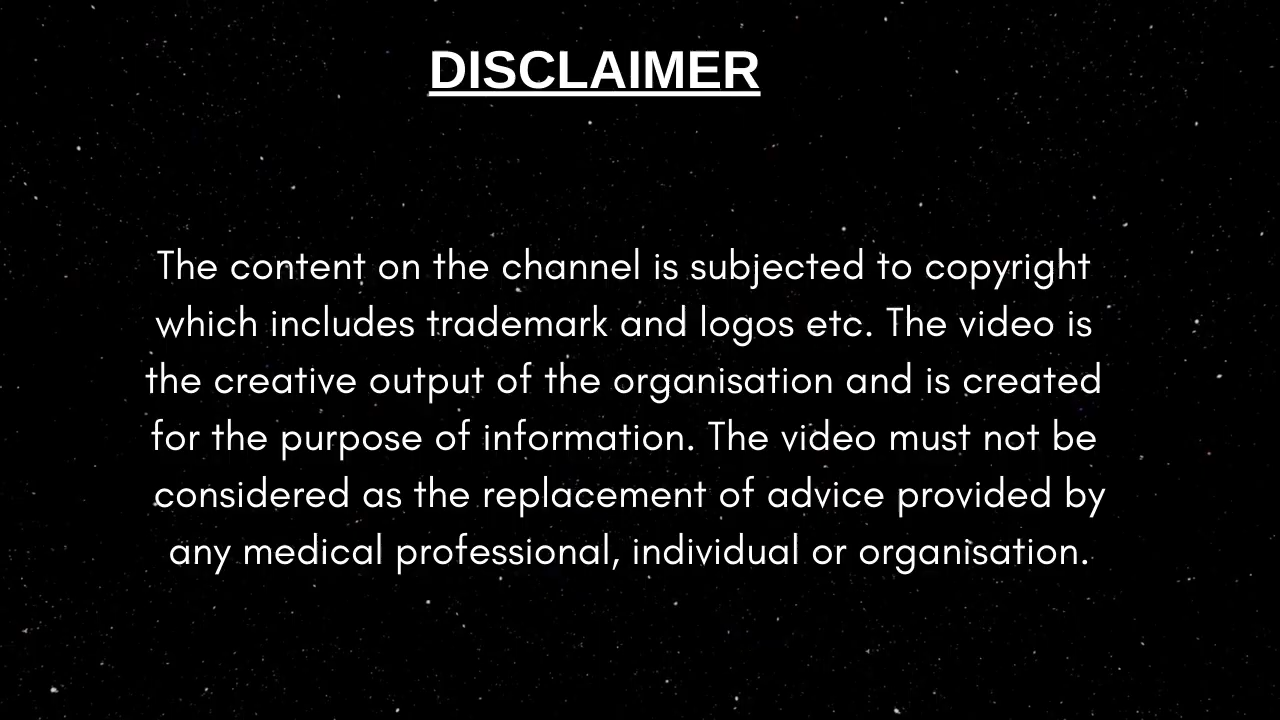 DISCLAIMER
The content on the channel is subjected to copyright
which includes trademark and logos etc. The video is
the creative output of the organisation and is created
for the purpose of information. The video must not be
considered as the replacement of advice provided by
any medical professional, individual or organisation.